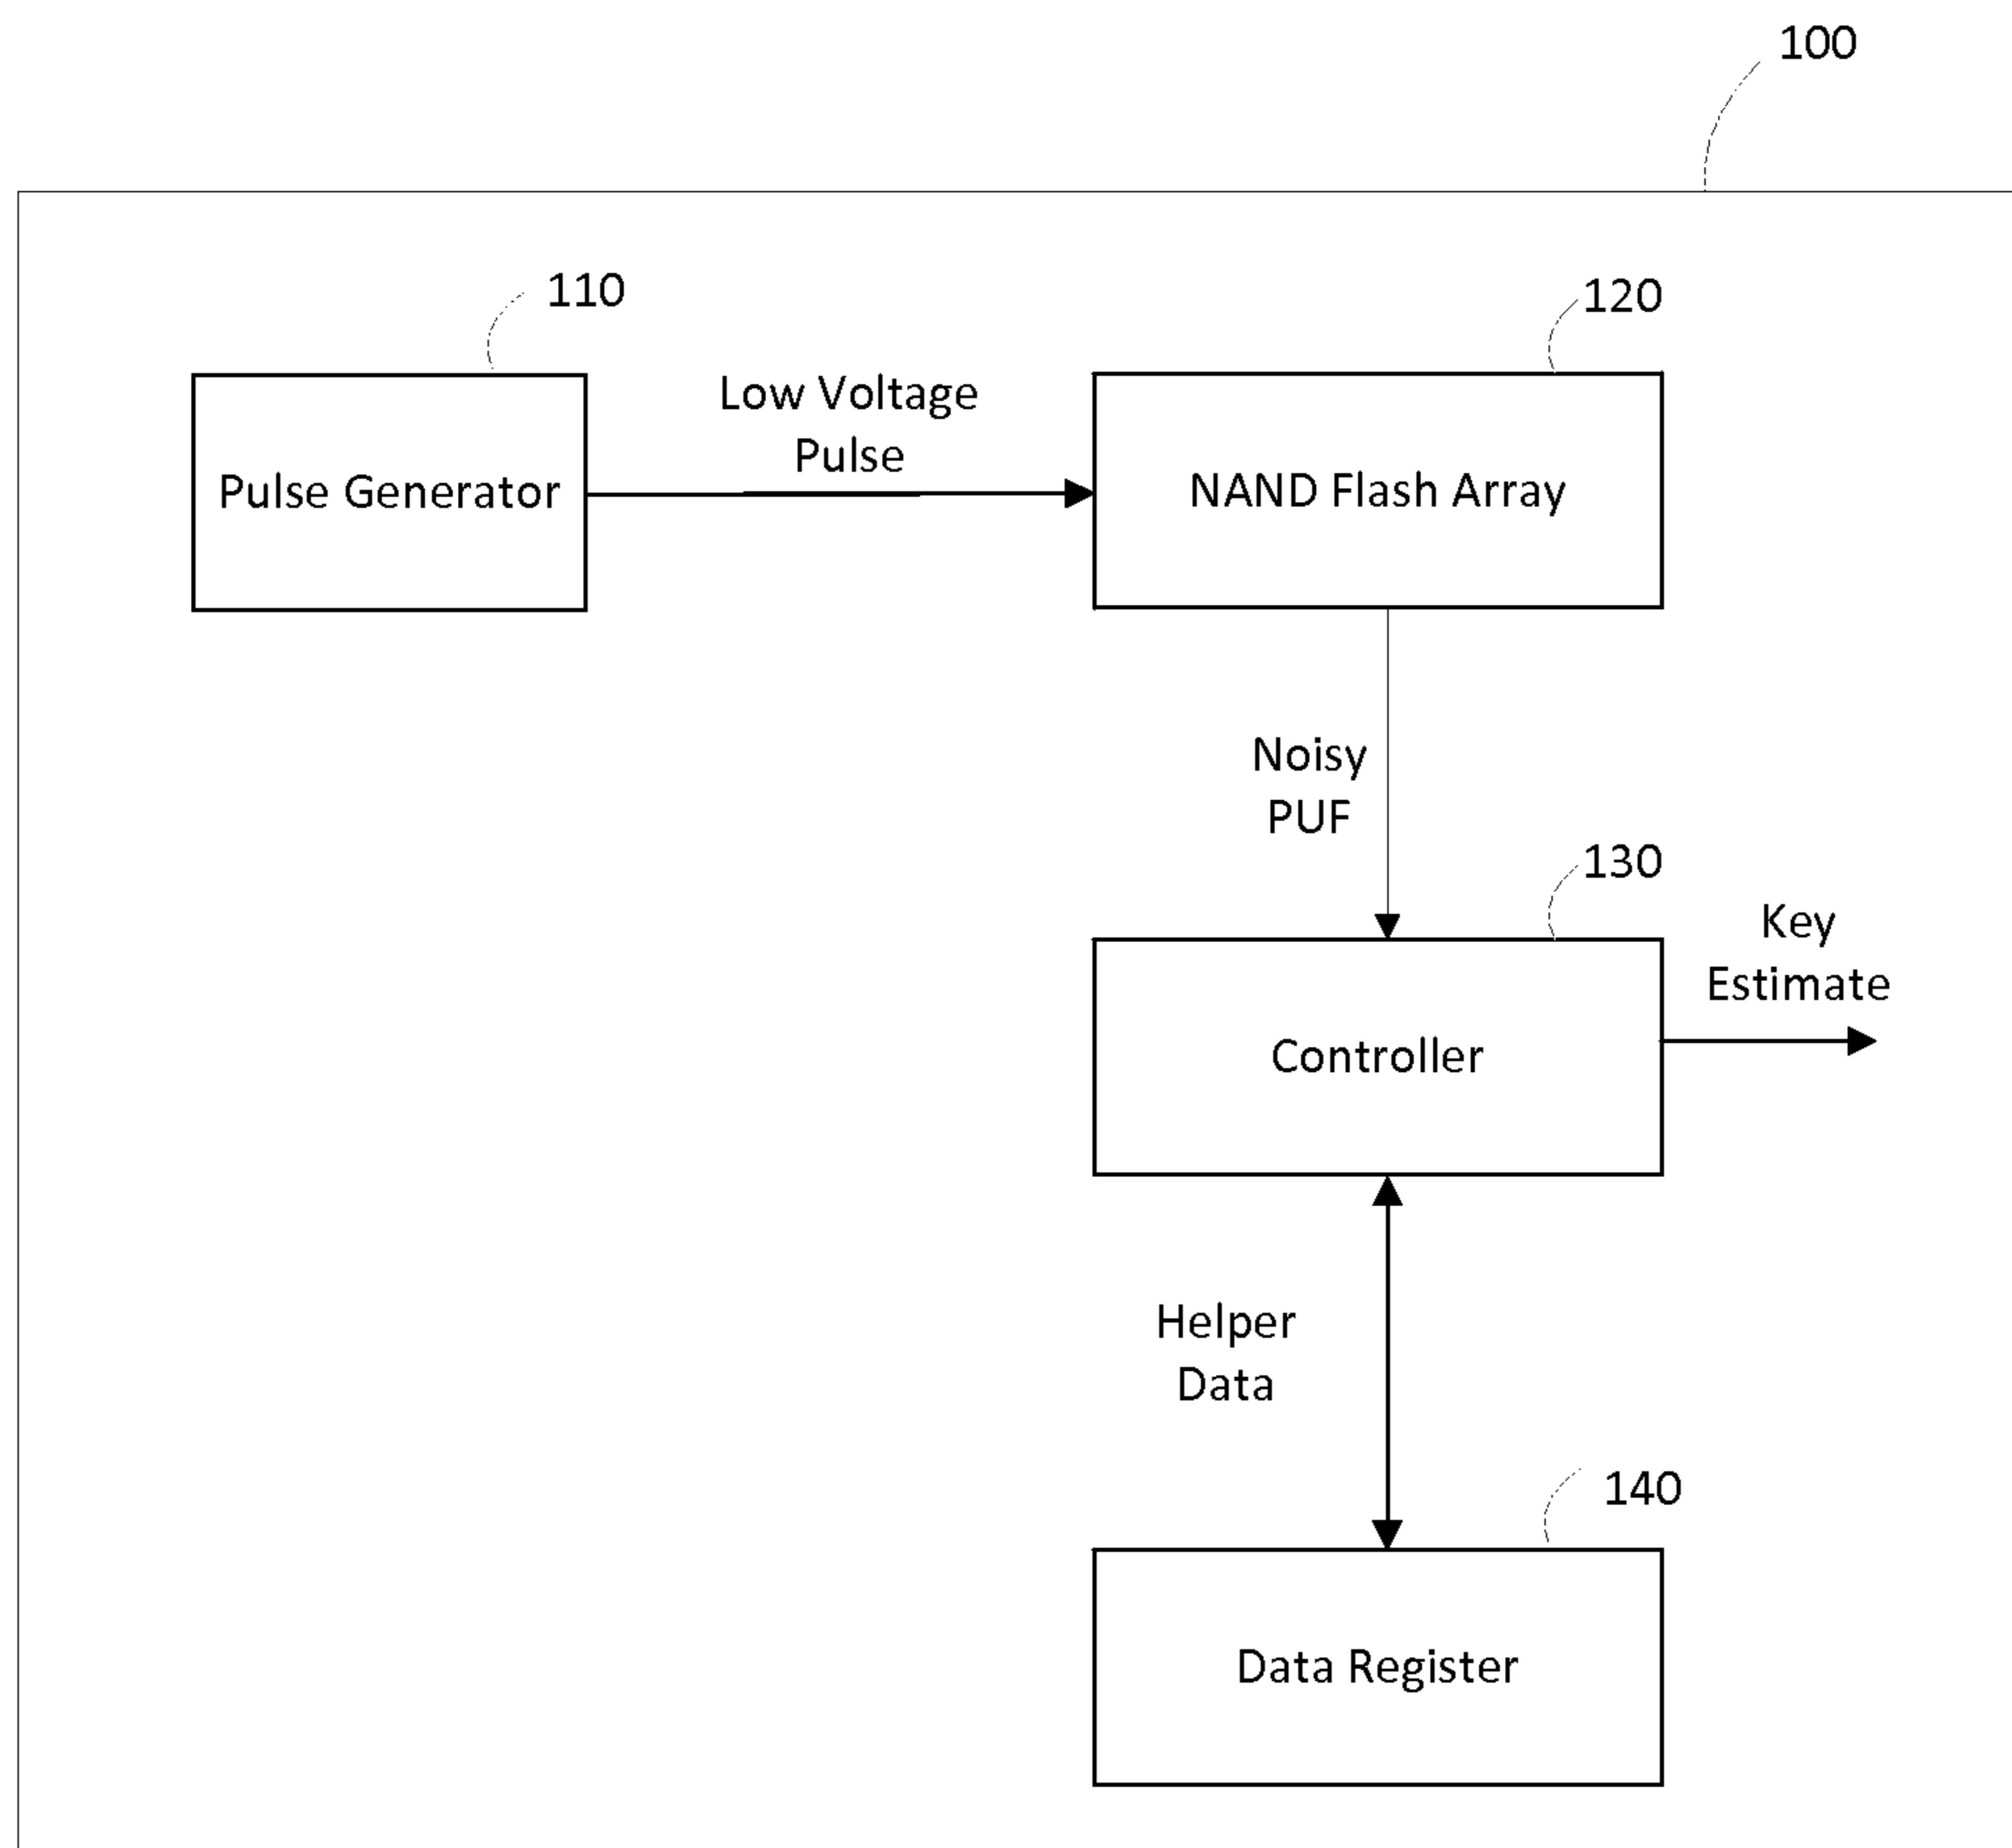 100
110
120
Low Voltage
Pulse
Pulse Generator
NAND Flash Array
Noisy
PUF
130
Key
Estimate
Controller
Helper
Data
140
Data Register